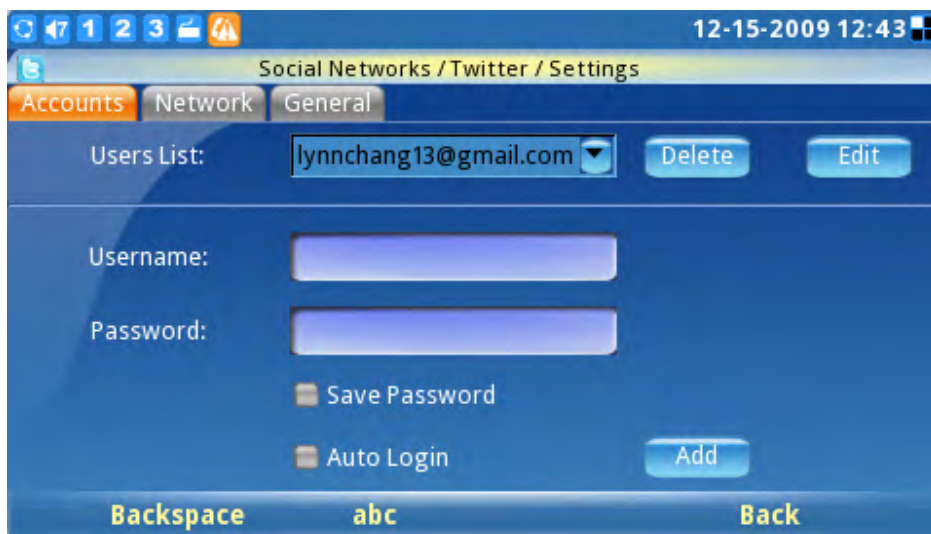 7 1 2 3 12-15-2009 12:43
Social Networks / Twitter / Settings
Accounts Network General
Users List: lynnchang13@gmail.com Delete Edit
Username:
Password:
Save Password
Auto Login Add
Backspace abc Back